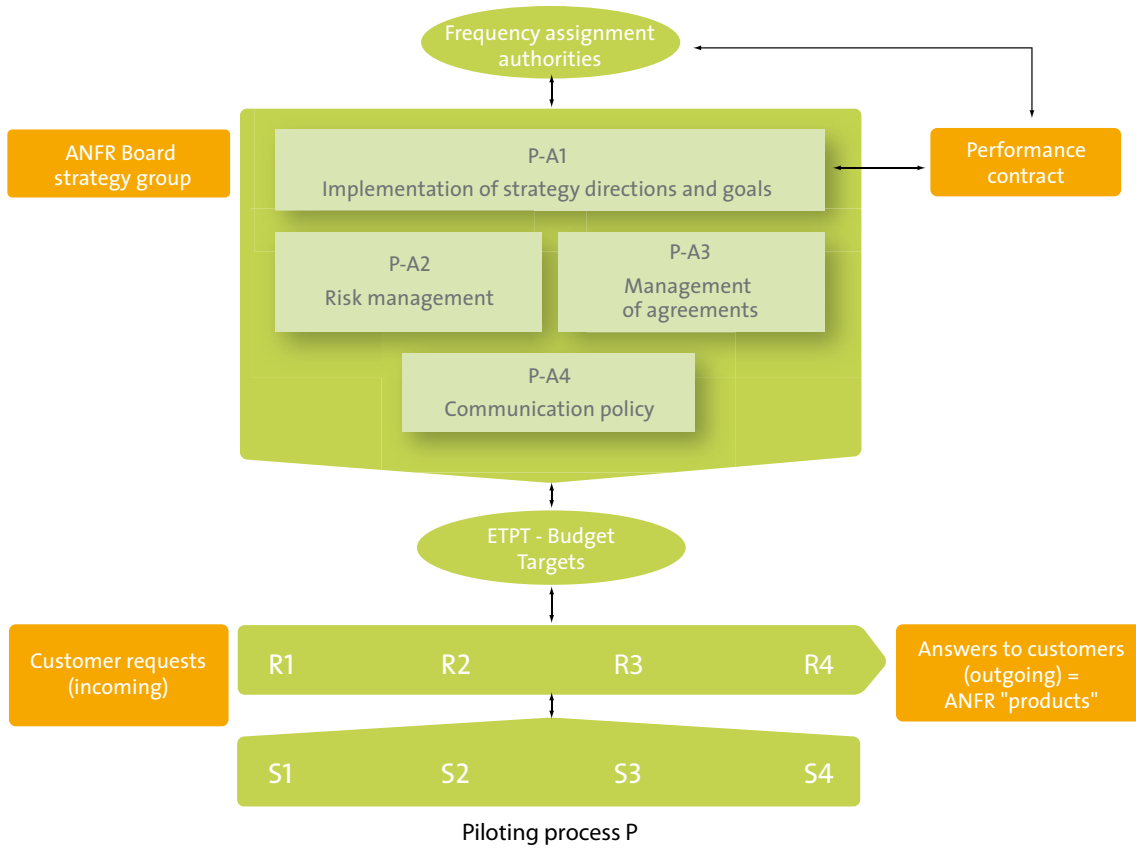 Frequency assignment
authorities
ANFR Board
strategy group
P-A1
Implementation of strategy directions and goals
Performance
contract
P-A2
Risk management
P-A3
Management
of agreements
P-A4
Communication policy
ETPT - Budget
Targets
Customer requests
(incoming)
R1 R2 R3 R4
Answers to customers
(outgoing) =
ANFR "products"
S1 S2 S3 S4
Piloting process P